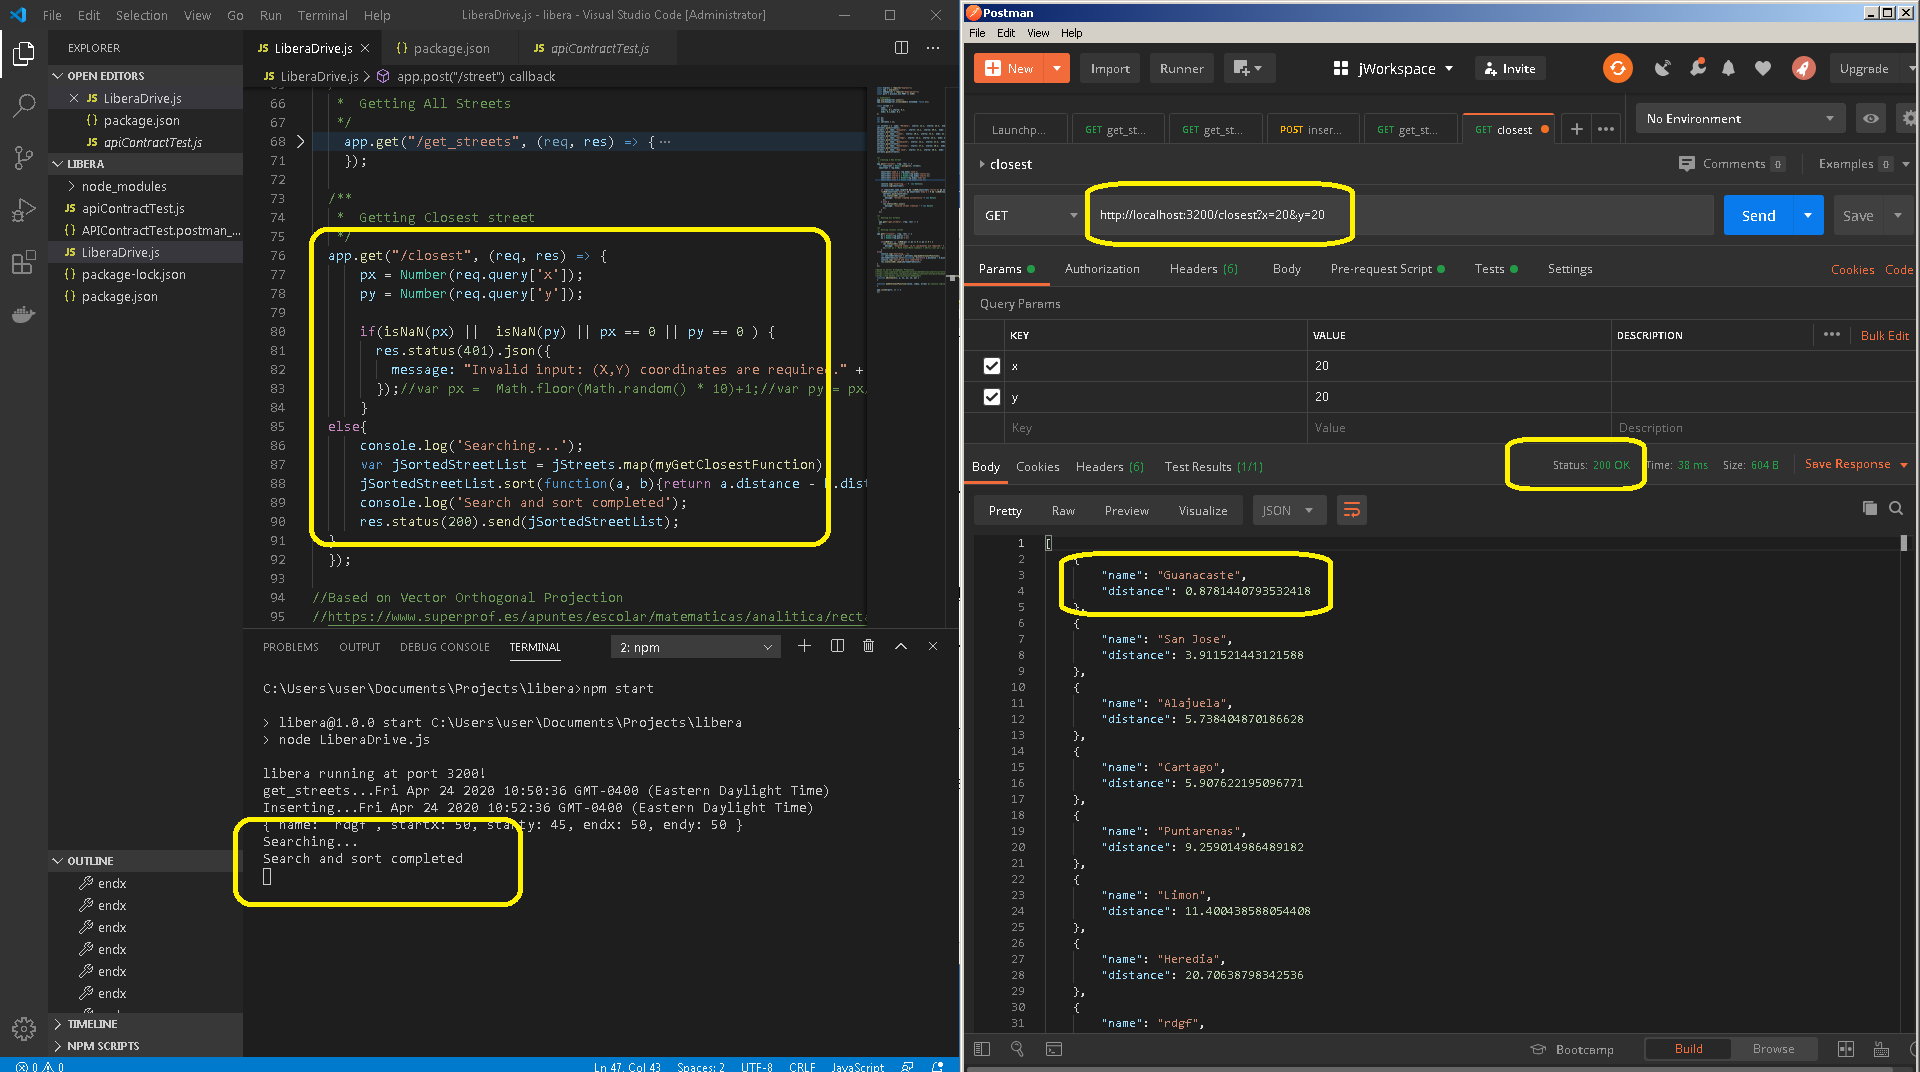 File Edit Selection View Go Run Terminal Help
LiberaDrive.js - libera - Visual Studio Code [Administrator]
EXPLORER
OPEN EDITORS
JS LiberaDrive.js
{} package.json
JS apiContractTest.js
LIBERA
node_modules
JS apiContractTest.js
{} APIContractTest.postman_...
JS LiberaDrive.js
{} package-lock.json
{} package.json
OUTLINE
endx
endx
endx
endx
endx
endx
TIMELINE
NPM SCRIPTS
JS LiberaDrive.js
{} package.json
JS apiContractTest.js
JS LiberaDrive.js > app.post("/street") callback
66 * Getting All Streets
67 */
68 app.get("/get_streets", (req, res) => {···
71 });
72
73 /**
74 * Getting Closest street
75 */
76 app.get("/closest", (req, res) => {
77 px = Number(req.query['x']);
78 py = Number(req.query['y']);
79
80 if(isNaN(px) || isNaN(py) || px == 0 || py == 0 ) {
81 res.status(401).json({
82 message: "Invalid input: (X,Y) coordinates are required." +
83 });//var px = Math.floor(Math.random() * 10)+1;//var py = px
84 }
85 else{
86 console.log('Searching...');
87 var jSortedStreetList = jStreets.map(myGetClosestFunction)
88 jSortedStreetList.sort(function(a, b){return a.distance - b.dist
89 console.log('Search and sort completed');
90 res.status(200).send(jSortedStreetList);
91 }
92 });
93
94 //Based on Vector Orthogonal Projection
95 //https://www.superprof.es/apuntes/escolar/matematicas/analitica/recta
PROBLEMS OUTPUT DEBUG CONSOLE TERMINAL
2: npm
C:\Users\user\Documents\Projects\libera>npm start
> libera@1.0.0 start C:\Users\user\Documents\Projects\libera
> node LiberaDrive.js
libera running at port 3200!
get_streets...Fri Apr 24 2020 10:50:36 GMT-0400 (Eastern Daylight Time)
Inserting...Fri Apr 24 2020 10:52:36 GMT-0400 (Eastern Daylight Time)
{ name: 'rdgf', startx: 50, starty: 45, endx: 50, endy: 50 }
Searching...
Search and sort completed
0 0
Ln 47, Col 43 Spaces: 2 UTF-8 CRLF JavaScript
Postman
File Edit View Help
New Import Runner
jWorkspace
Invite
Upgrade
Launchp...
GET get_st...
GET get_st...
POST inser...
GET get_st...
GET closest
No Environment
closest
Comments 0
Examples 0
GET
http://localhost:3200/closest?x=20&y=20
Send
Save
Params Authorization Headers (6) Body Pre-request Script Tests Settings
Cookies Code
Query Params
KEY VALUE DESCRIPTION
Bulk Edit
x 20
y 20
Key Value Description
Body Cookies Headers (6) Test Results (1/1)
Status: 200 OK Time: 38 ms Size: 604 B Save Response
Pretty Raw Preview Visualize JSON
1 [
2 {
3 "name": "Guanacaste",
4 "distance": 0.8781440793532418
5 },
6 {
7 "name": "San Jose",
8 "distance": 3.911521443121588
9 },
10 {
11 "name": "Alajuela",
12 "distance": 5.738404870186628
13 },
14 {
15 "name": "Cartago",
16 "distance": 5.907622195096771
17 },
18 {
19 "name": "Puntarenas",
20 "distance": 9.259014986489182
21 },
22 {
23 "name": "Limon",
24 "distance": 11.400438588054408
25 },
26 {
27 "name": "Heredia",
28 "distance": 20.70638798342536
29 },
30 {
31 "name": "rdgf",
Bootcamp
Build
Browse